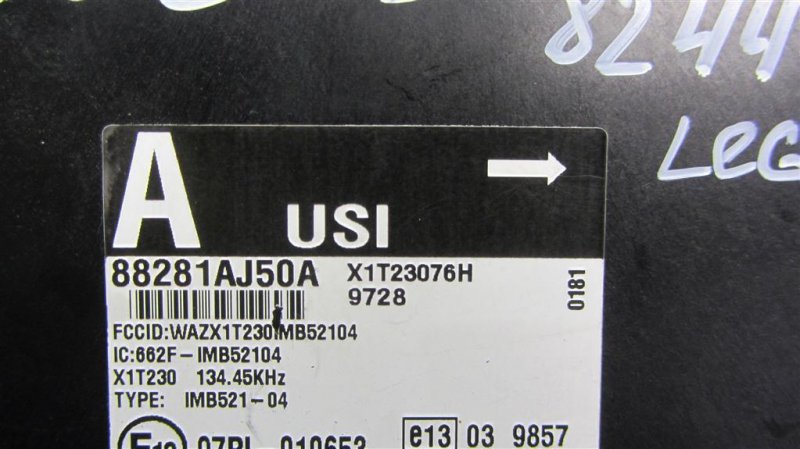 8244
LEG
A
USI
88281AJ50A X1T23076H
9728
0181
FCCID:WAZX1T230IMB52104
IC:662F-IMB52104
X1T230 134.45KHz
TYPE: IMB521-04
e13 03 9857